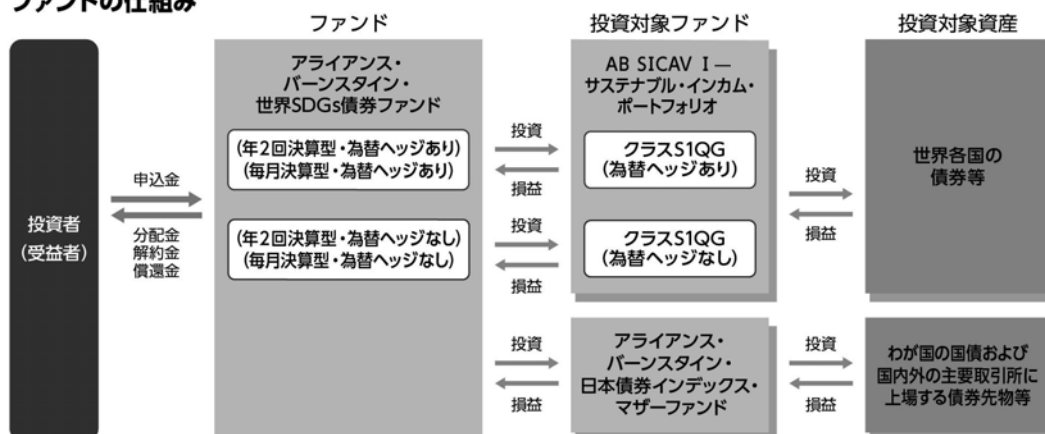 ファンドの仕組み
ファンド
投資対象ファンド
投資対象資産
投資者
(受益者)
申込金
分配金
解約金
償還金
アライアンス・
バーンスタイン・
世界SDGs債券ファンド
(年2回決算型・為替ヘッジあり)
(毎月決算型・為替ヘッジあり)
(年2回決算型・為替ヘッジなし)
(毎月決算型・為替ヘッジなし)
投資
損益
投資
損益
投資
損益
AB SICAV I—
サステナブル・インカム・
ポートフォリオ
クラスS1QG
(為替ヘッジあり)
クラスS1QG
(為替ヘッジなし)
アライアンス・
バーンスタイン・
日本債券インデックス・
マザーファンド
投資
損益
投資
損益
世界各国の
債券等
わが国の国債および
国内外の主要取引所に
上場する債券先物等